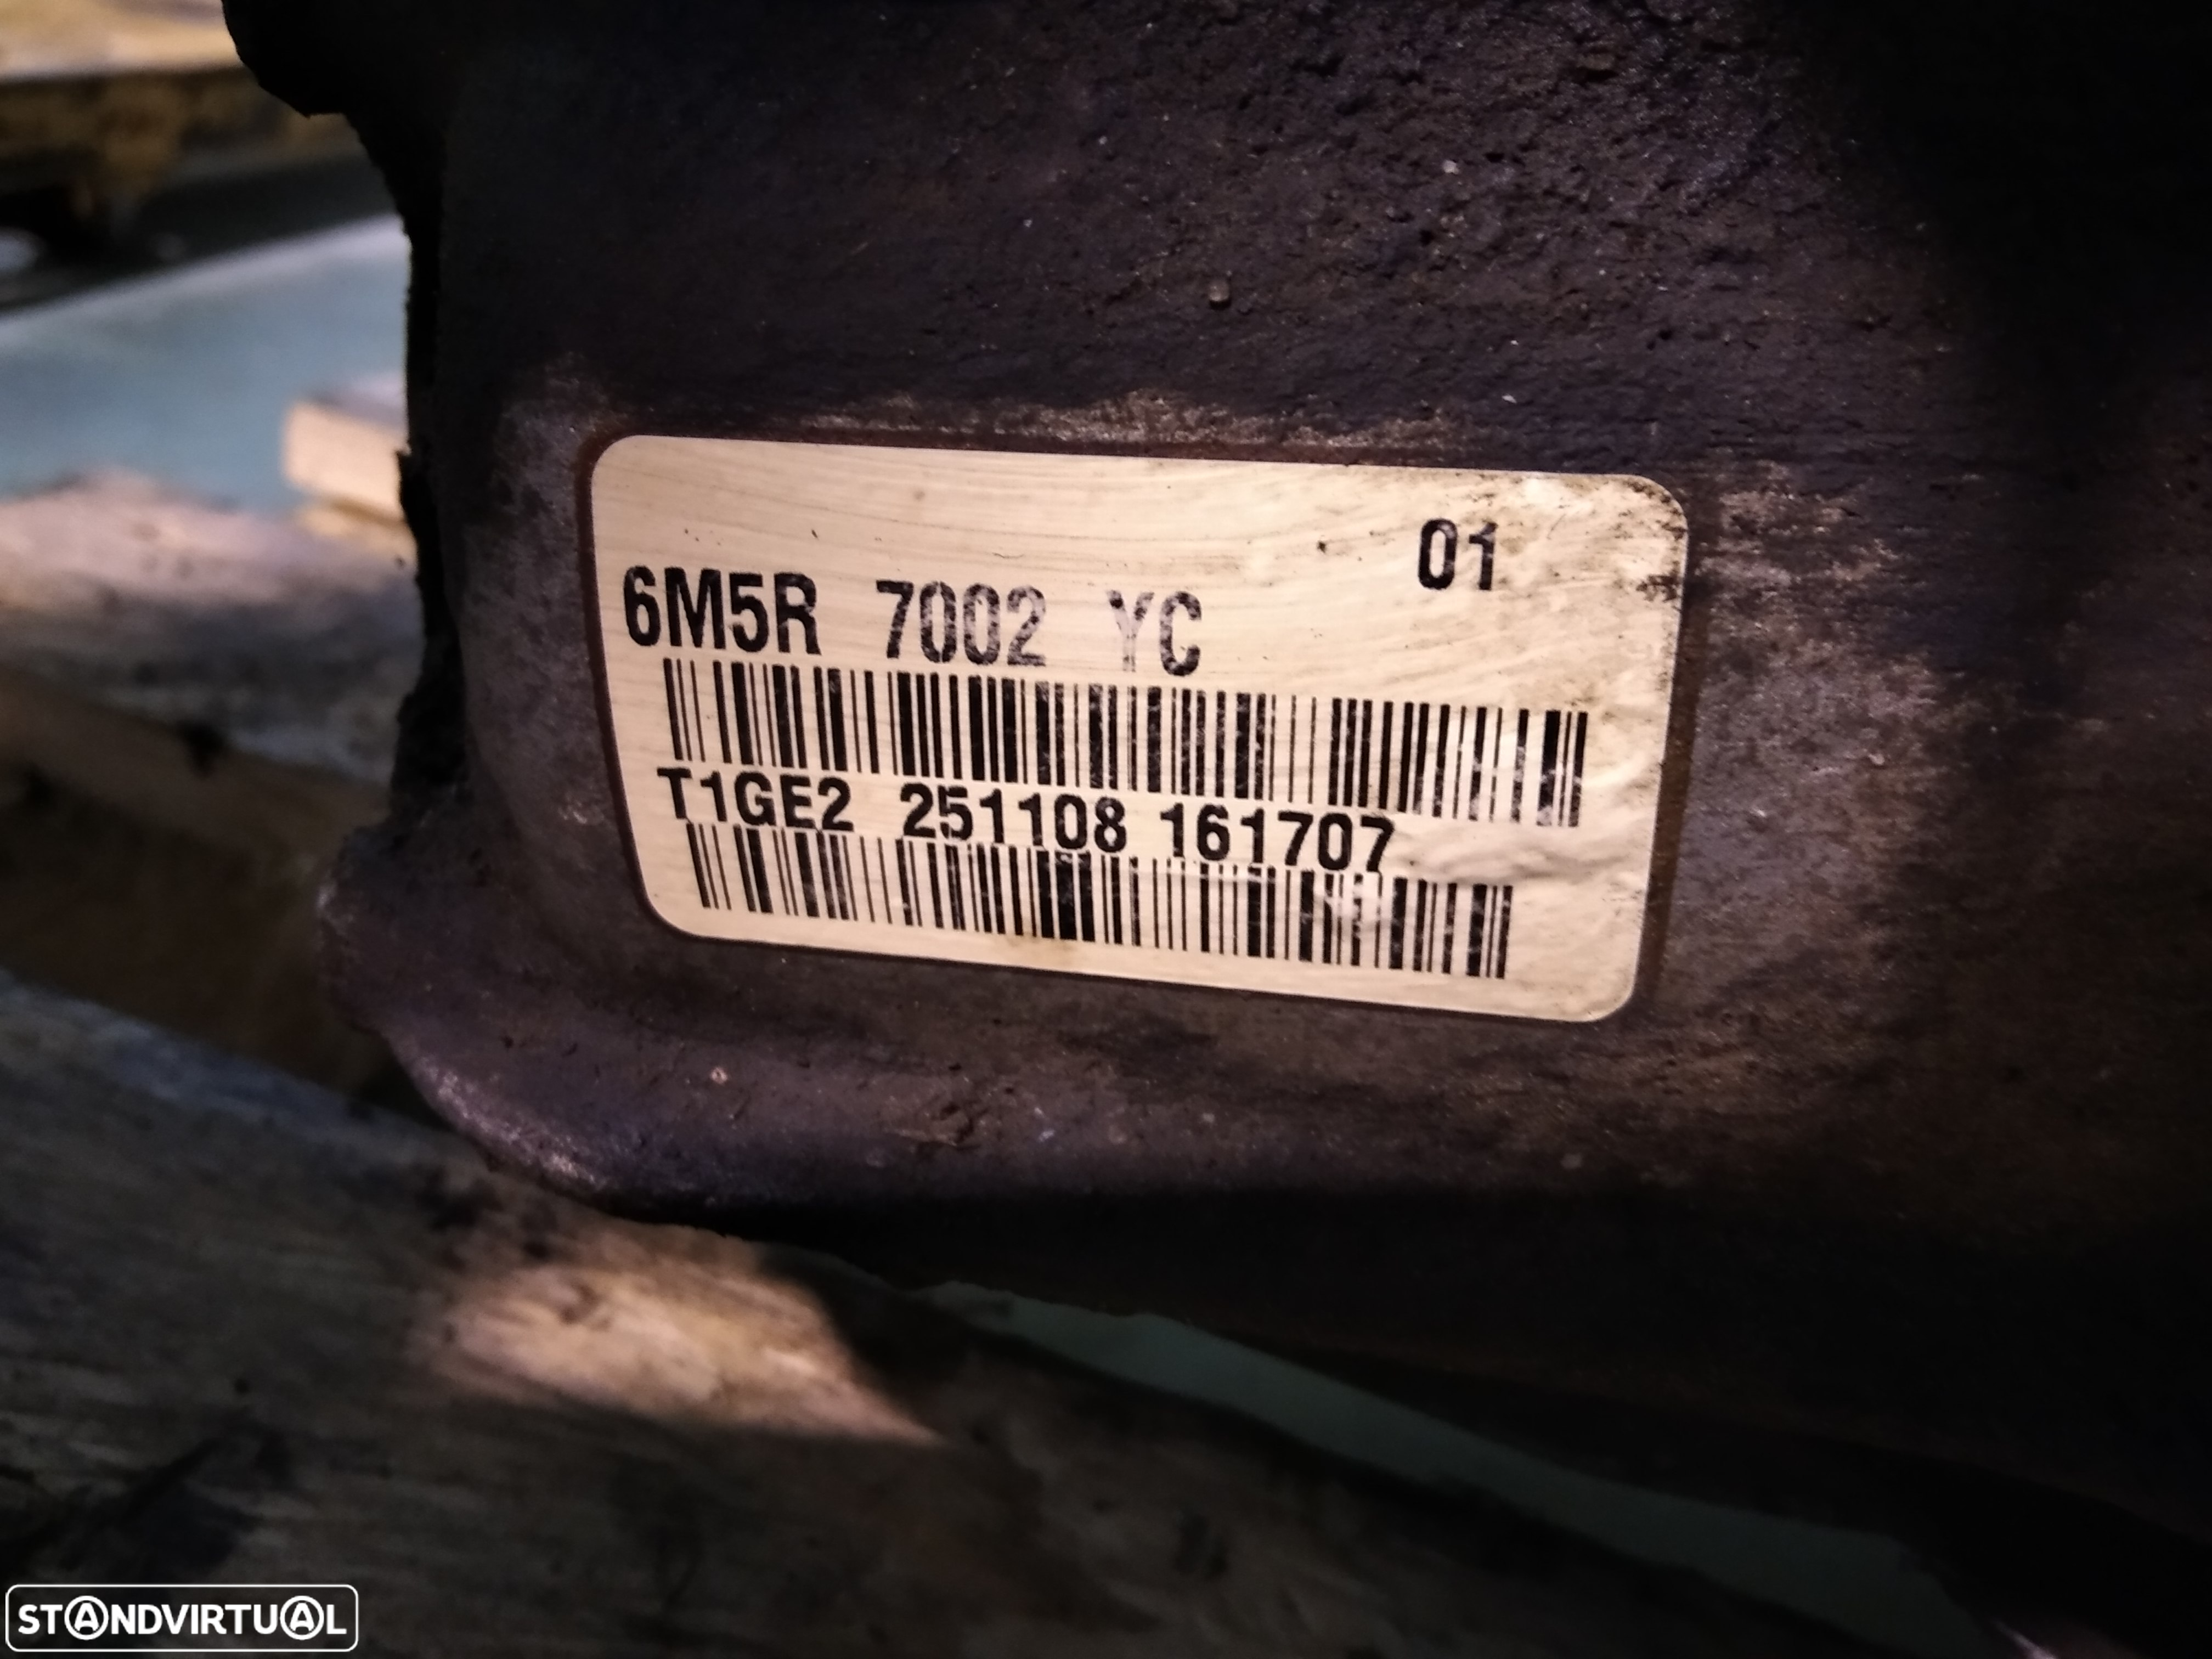 01
6M5R 7002 YC
T1GE2 251108 161707
STANDVIRTUAL